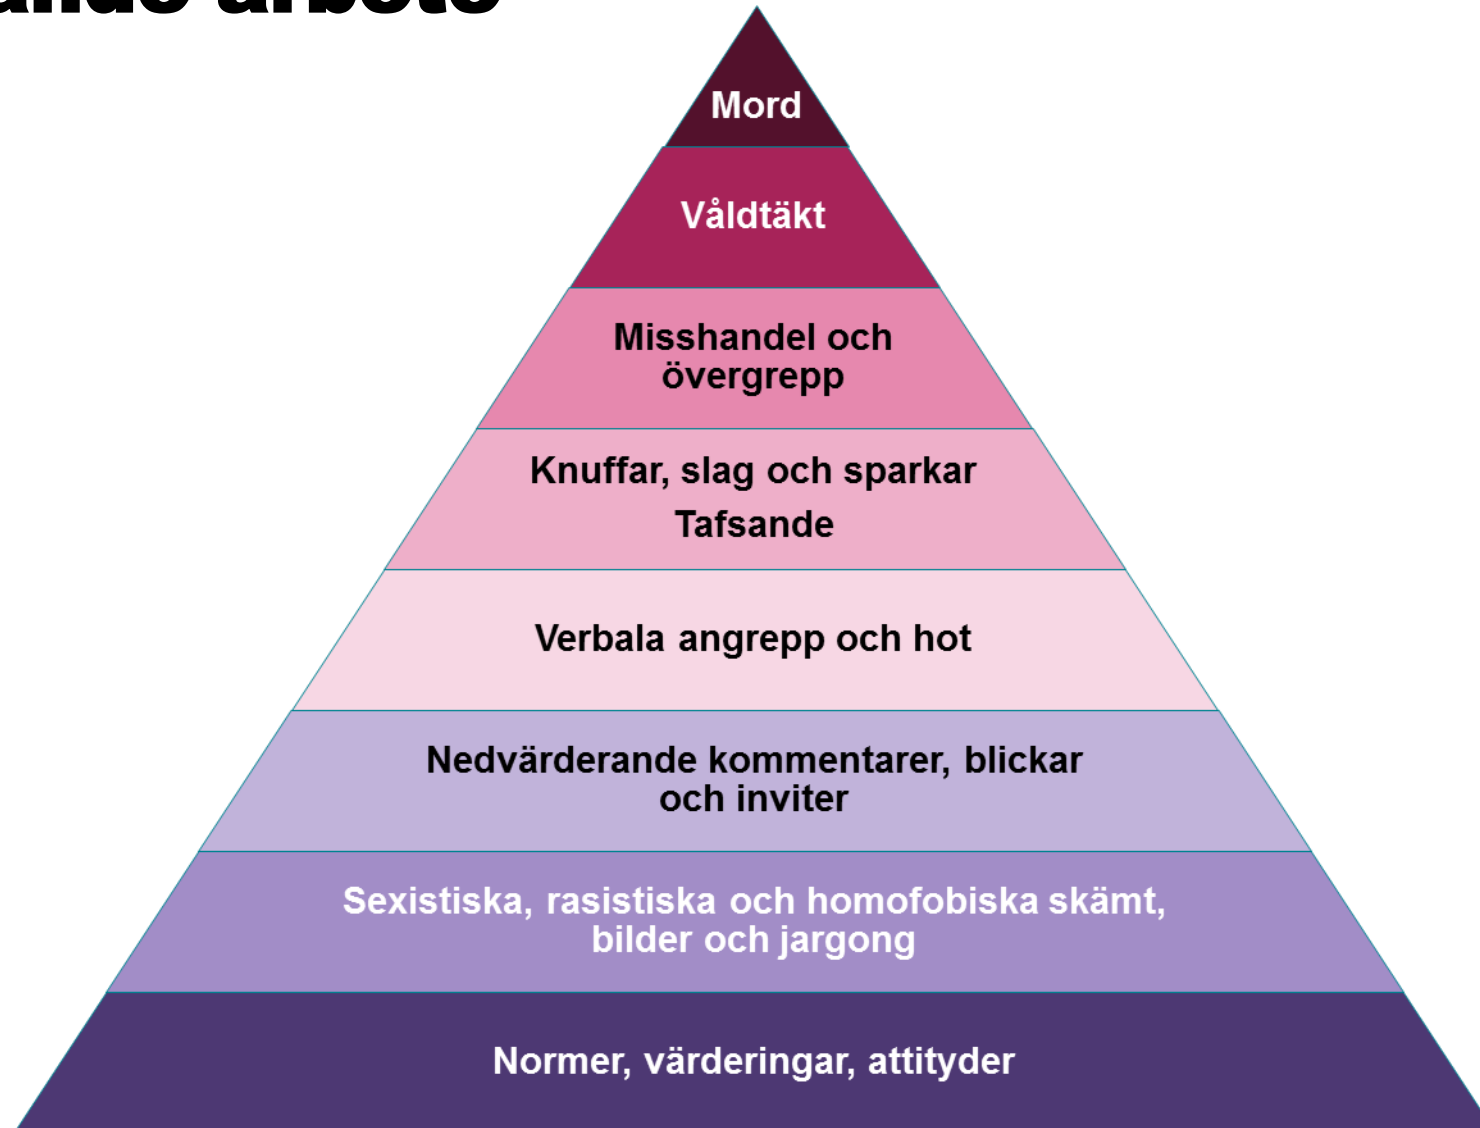 arbete
Mord
Våldtäkt
Misshandel och
övergrepp
Knuffar, slag och sparkar
Tafsande
Verbala angrepp och hot
Nedvärderande kommentarer, blickar
och inviter
Sexistiska, rasistiska och homofobiska skämt,
bilder och jargong
Normer, värderingar, attityder